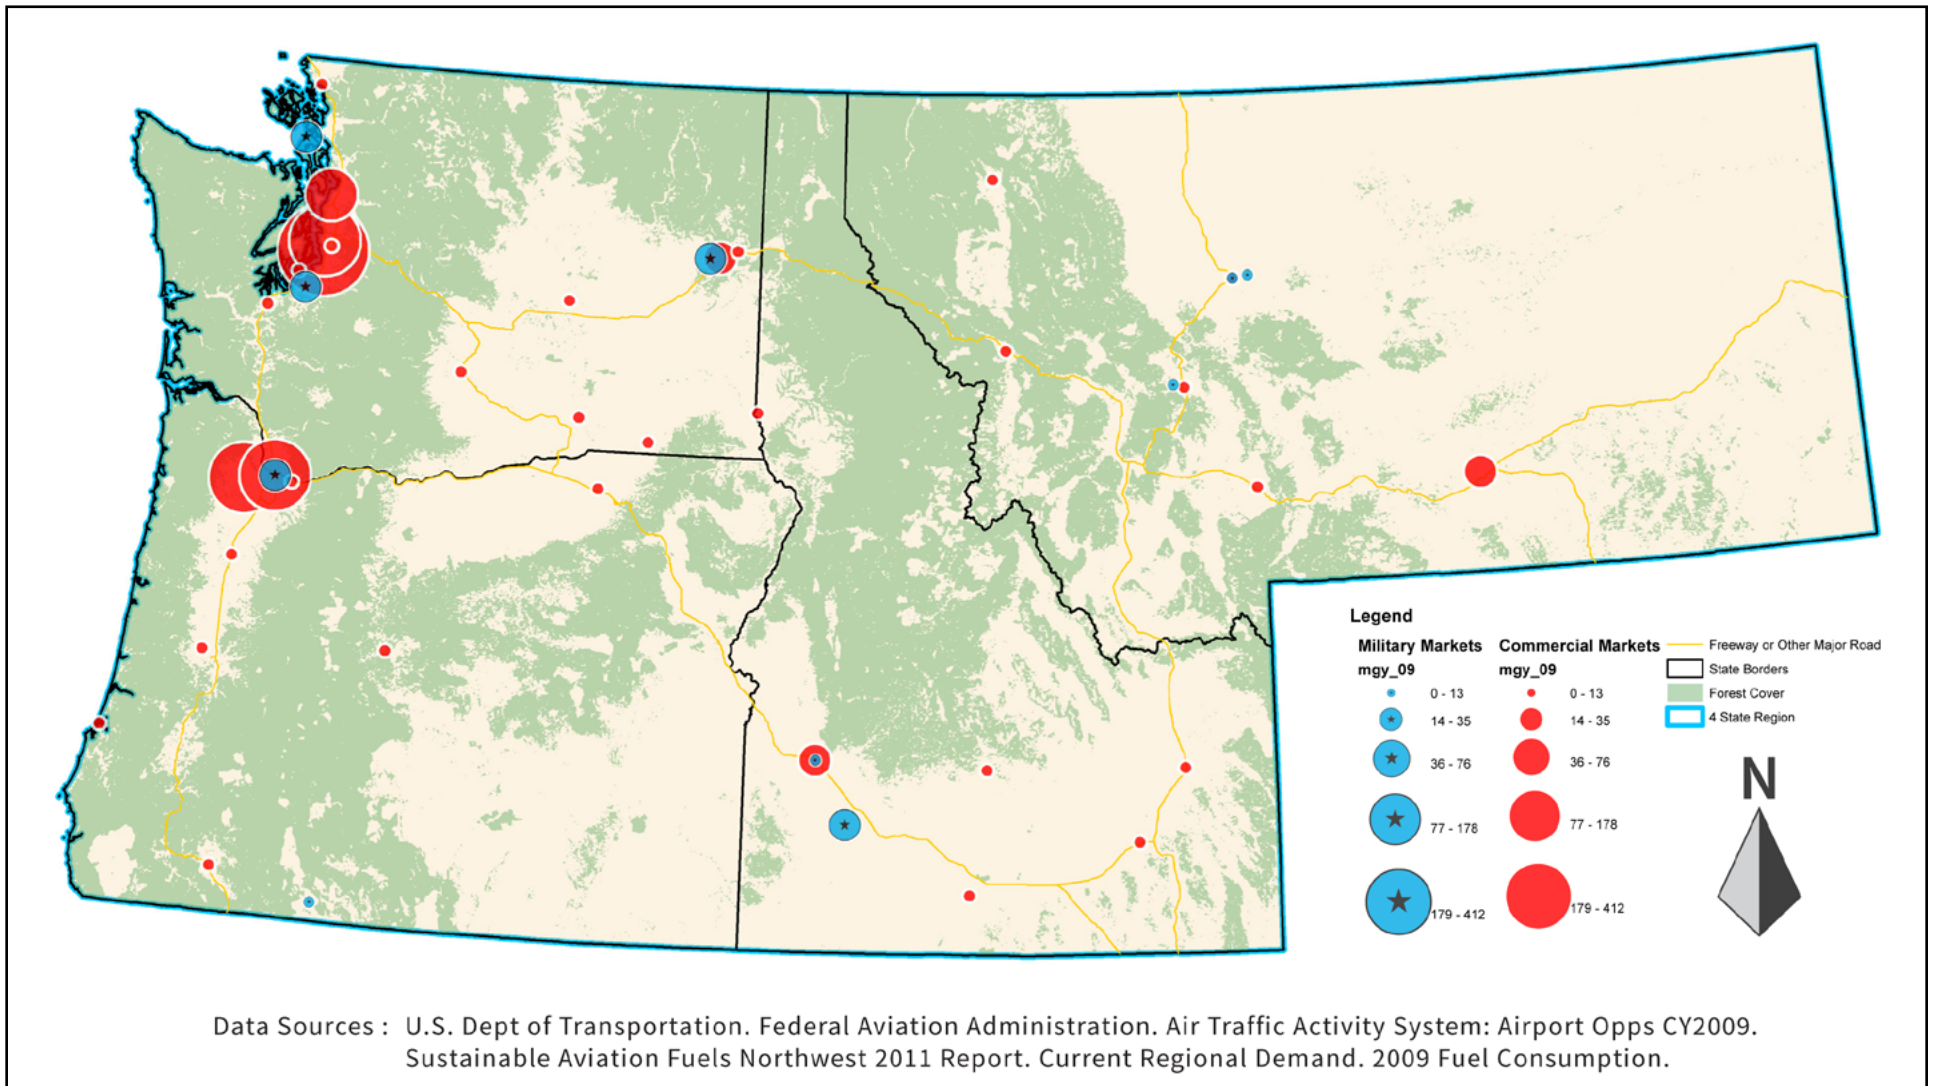 Legend
Military Markets Commercial Markets
mgy_09 mgy_09
Freeway or Other Major Road
State Borders
Forest Cover
4 State Region
0 - 13 0 - 13
14 - 35 14 - 35
36 - 76 36 - 76
77 - 178 77 - 178
179 - 412 179 - 412
N
Data Sources : U.S. Dept of Transportation. Federal Aviation Administration. Air Traffic Activity System: Airport Opps CY2009.
Sustainable Aviation Fuels Northwest 2011 Report. Current Regional Demand. 2009 Fuel Consumption.